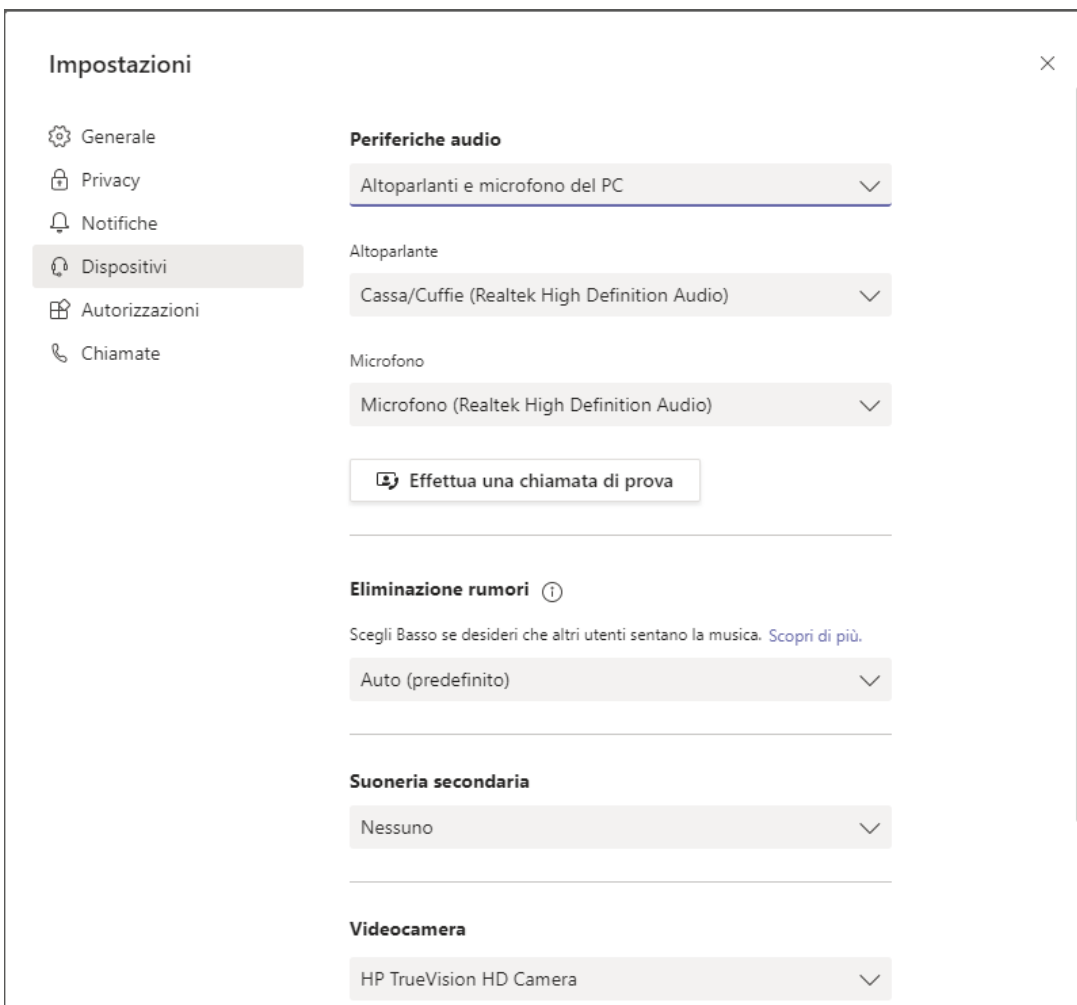 Impostazioni
Generale
Privacy
Notifiche
Dispositivi
Autorizzazioni
Chiamate
Periferiche audio
Altoparlanti e microfono del PC
Altoparlante
Cassa/Cuffie (Realtek High Definition Audio)
Microfono
Microfono (Realtek High Definition Audio)
Effettua una chiamata di prova
Eliminazione rumori
Scegli Basso se desideri che altri utenti sentano la musica. Scopri di più.
Auto (predefinito)
Suoneria secondaria
Nessuno
Videocamera
HP TrueVision HD Camera